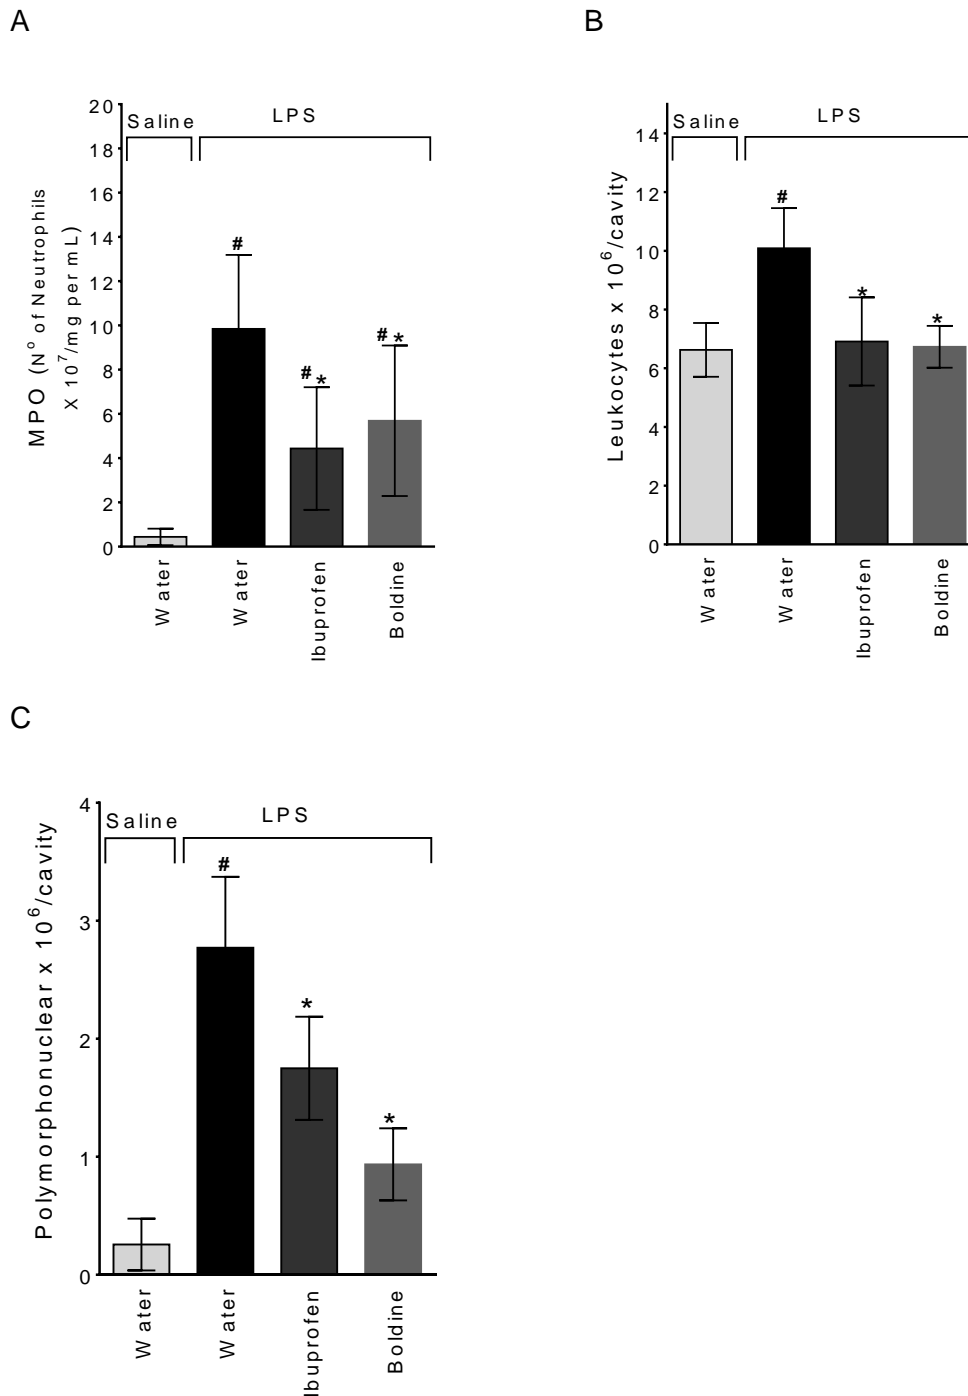 A
B
Saline
LPS
20
18
16
14
12
10
8
6
4
2
0
MPO (Nº of Neutrophils
X 10⁷/mg per mL)
#
#*
#*
Water
Water
Ibuprofen
Boldine
Saline
LPS
14
12
10
8
6
4
2
0
Leukocytes x 10⁶/cavity
#
*
*
Water
Water
Ibuprofen
Boldine
C
Saline
LPS
4
3
2
1
0
Polymorphonuclear x 10⁶/cavity
#
*
*
Water
Water
Ibuprofen
Boldine